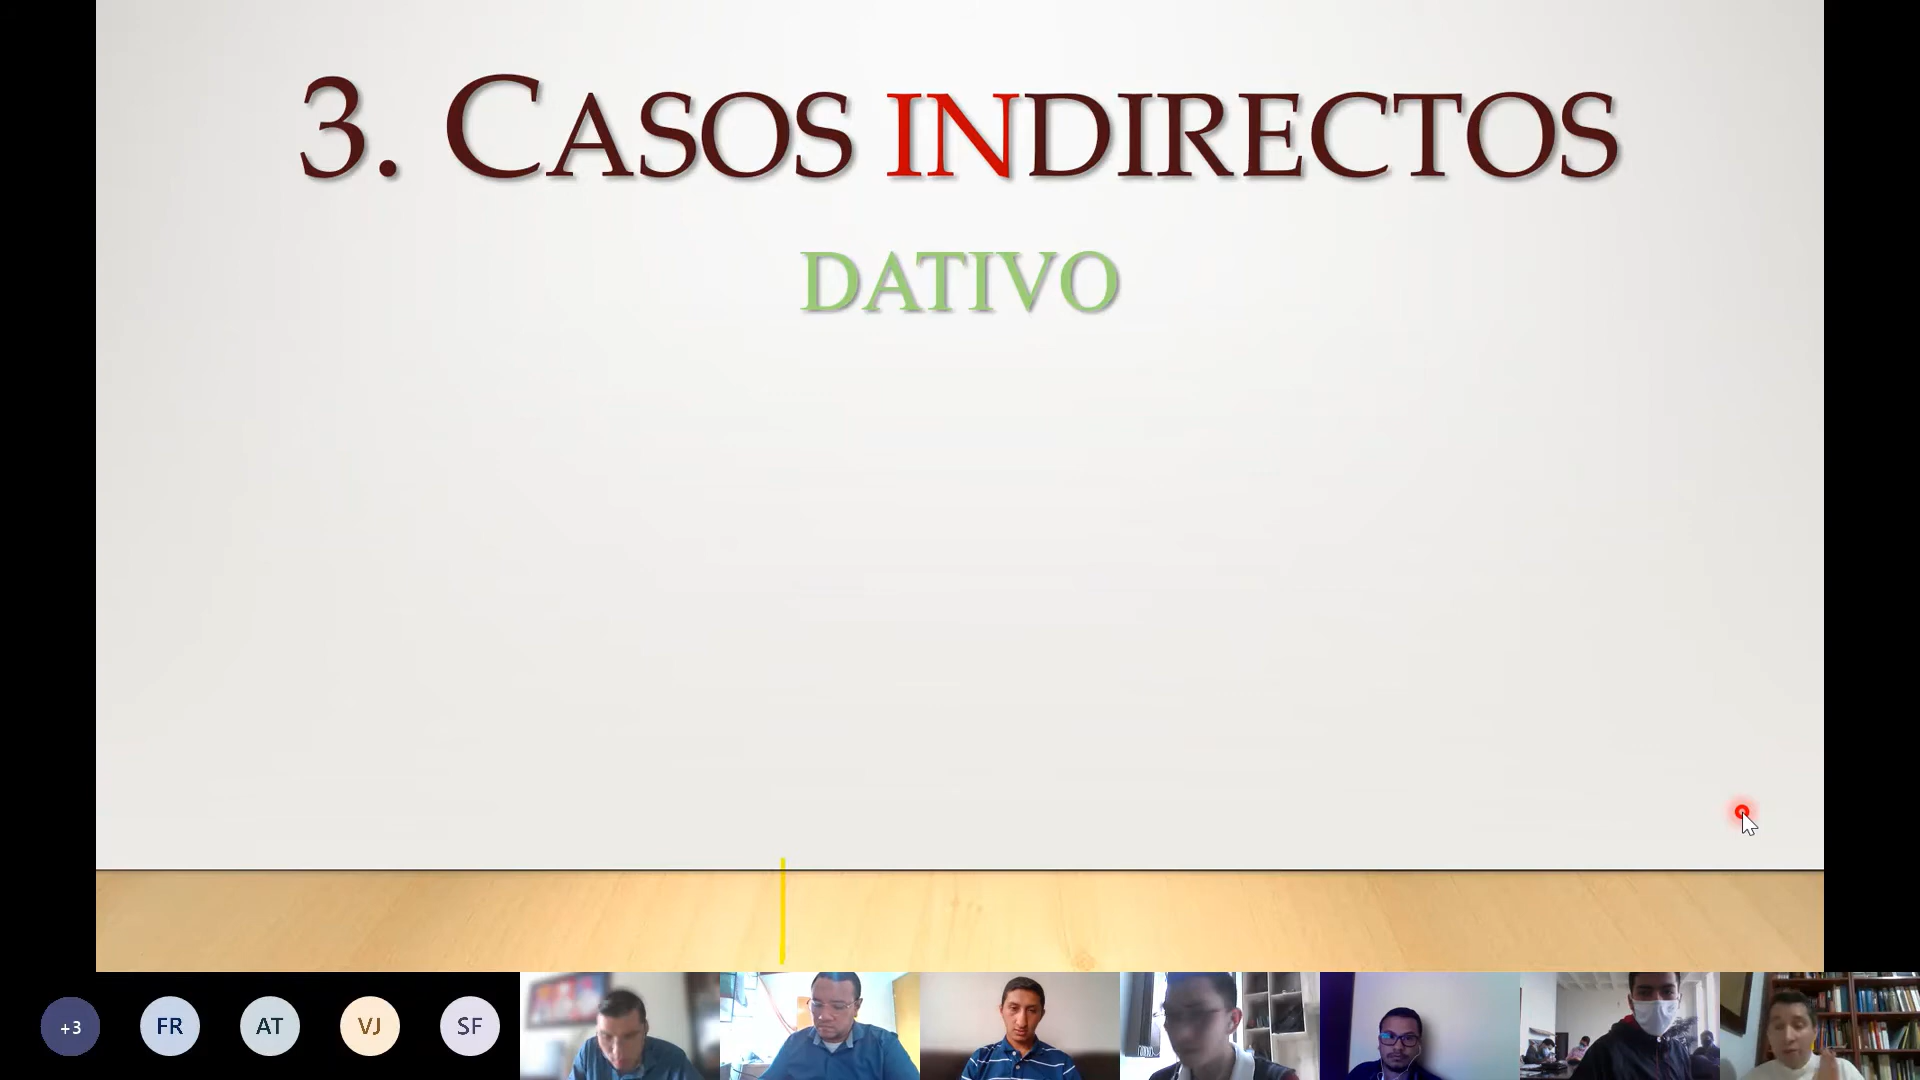 3. CASOS INDIRECTOS
DATIVO
+3 FR AT VJ SF